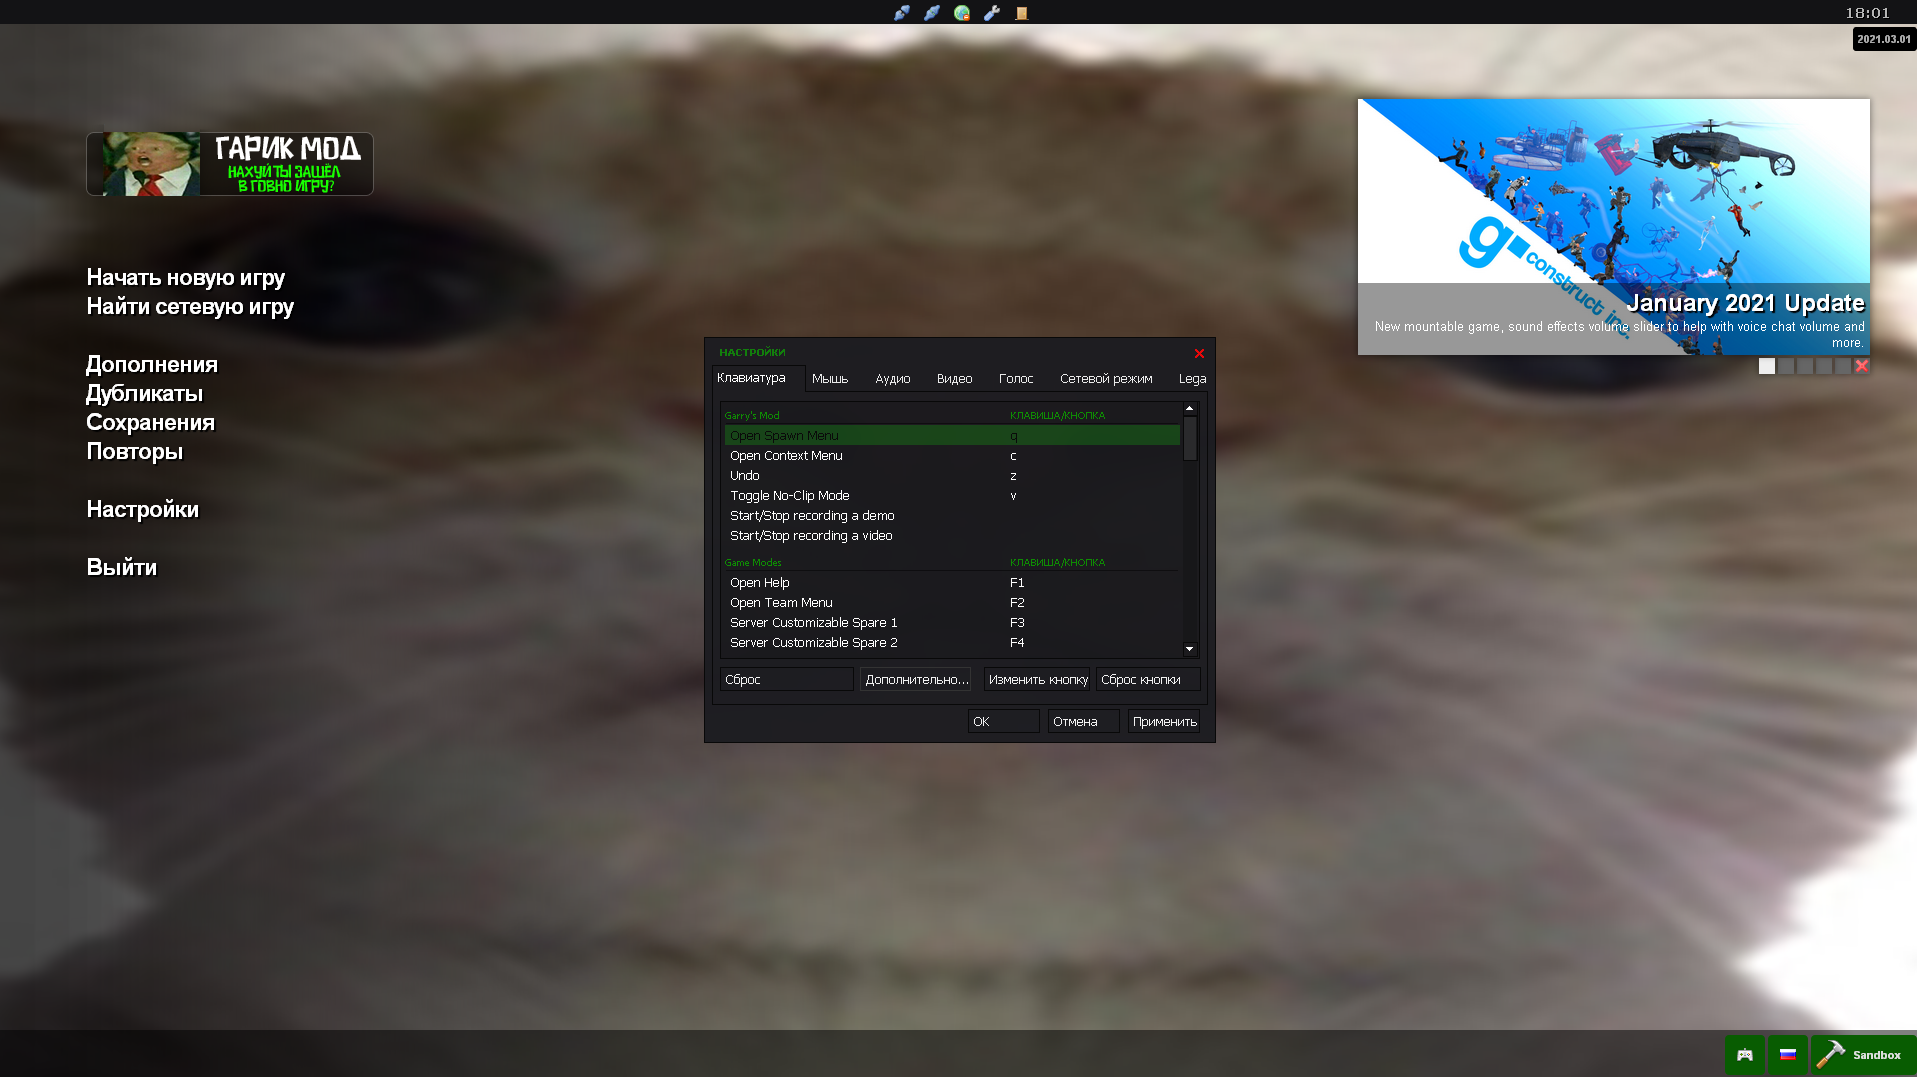 18:01
2021.03.01
ГАРИК МОД
НАХУЙ ТЫ ЗАШЁЛ
В ГОВНО ИГРУ?
Начать новую игру
Найти сетевую игру
Дополнения
Дубликаты
Сохранения
Повторы
Настройки
Выйти
g
construct inc.
January 2021 Update
New mountable game, sound effects volume slider to help with voice chat volume and
more.
НАСТРОЙКИ
Клавиатура Мышь Аудио Видео Голос Сетевой режим Lega
Garry's Mod КЛАВИША/КНОПКА
Open Spawn Menu q
Open Context Menu c
Undo z
Toggle No-Clip Mode v
Start/Stop recording a demo
Start/Stop recording a video
Game Modes КЛАВИША/КНОПКА
Open Help F1
Open Team Menu F2
Server Customizable Spare 1 F3
Server Customizable Spare 2 F4
Сброс Дополнительно... Изменить кнопку Сброс кнопки
OK Отмена Применить
Sandbox